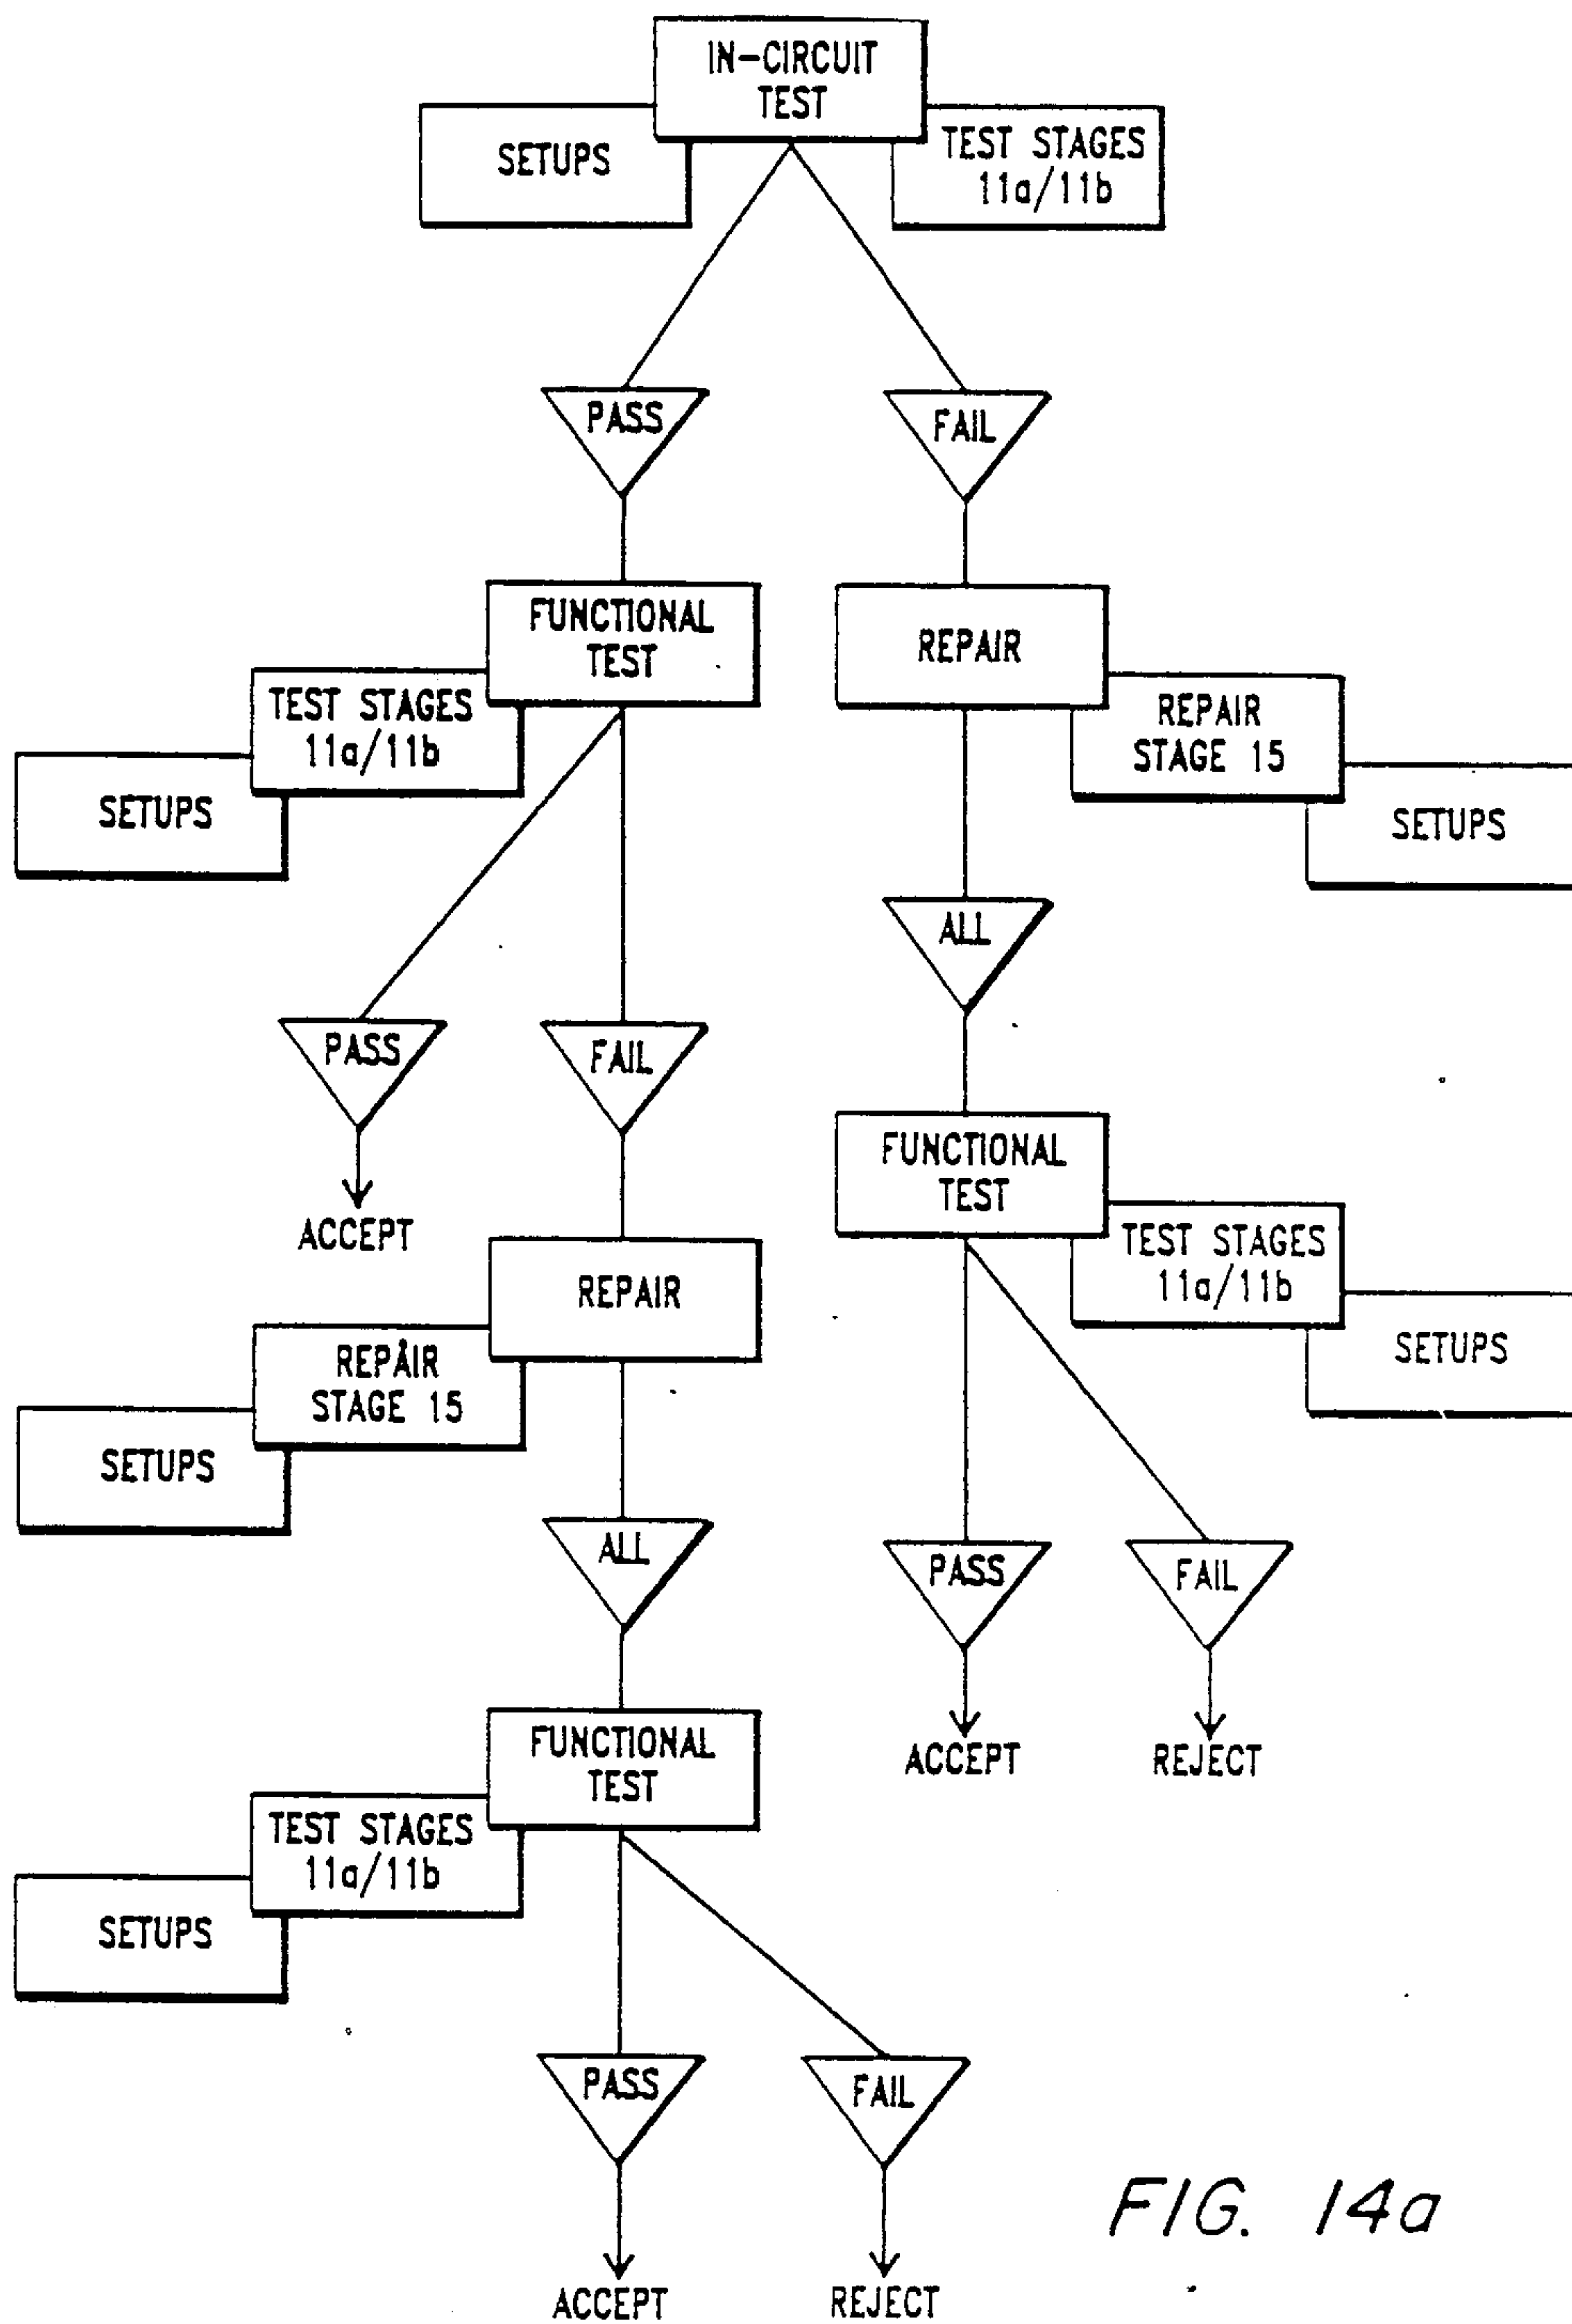 IN-CIRCUIT
TEST
SETUPS
TEST STAGES
11a/11b
PASS
FAIL
FUNCTIONAL
TEST
TEST STAGES
11a/11b
SETUPS
REPAIR
REPAIR
STAGE 15
SETUPS
ALL
PASS
FAIL
ACCEPT
FUNCTIONAL
TEST
TEST STAGES
11a/11b
SETUPS
REPAIR
REPAIR
STAGE 15
SETUPS
ALL
PASS
FAIL
ACCEPT
REJECT
FUNCTIONAL
TEST
TEST STAGES
11a/11b
SETUPS
PASS
FAIL
ACCEPT
REJECT
FIG. 14a